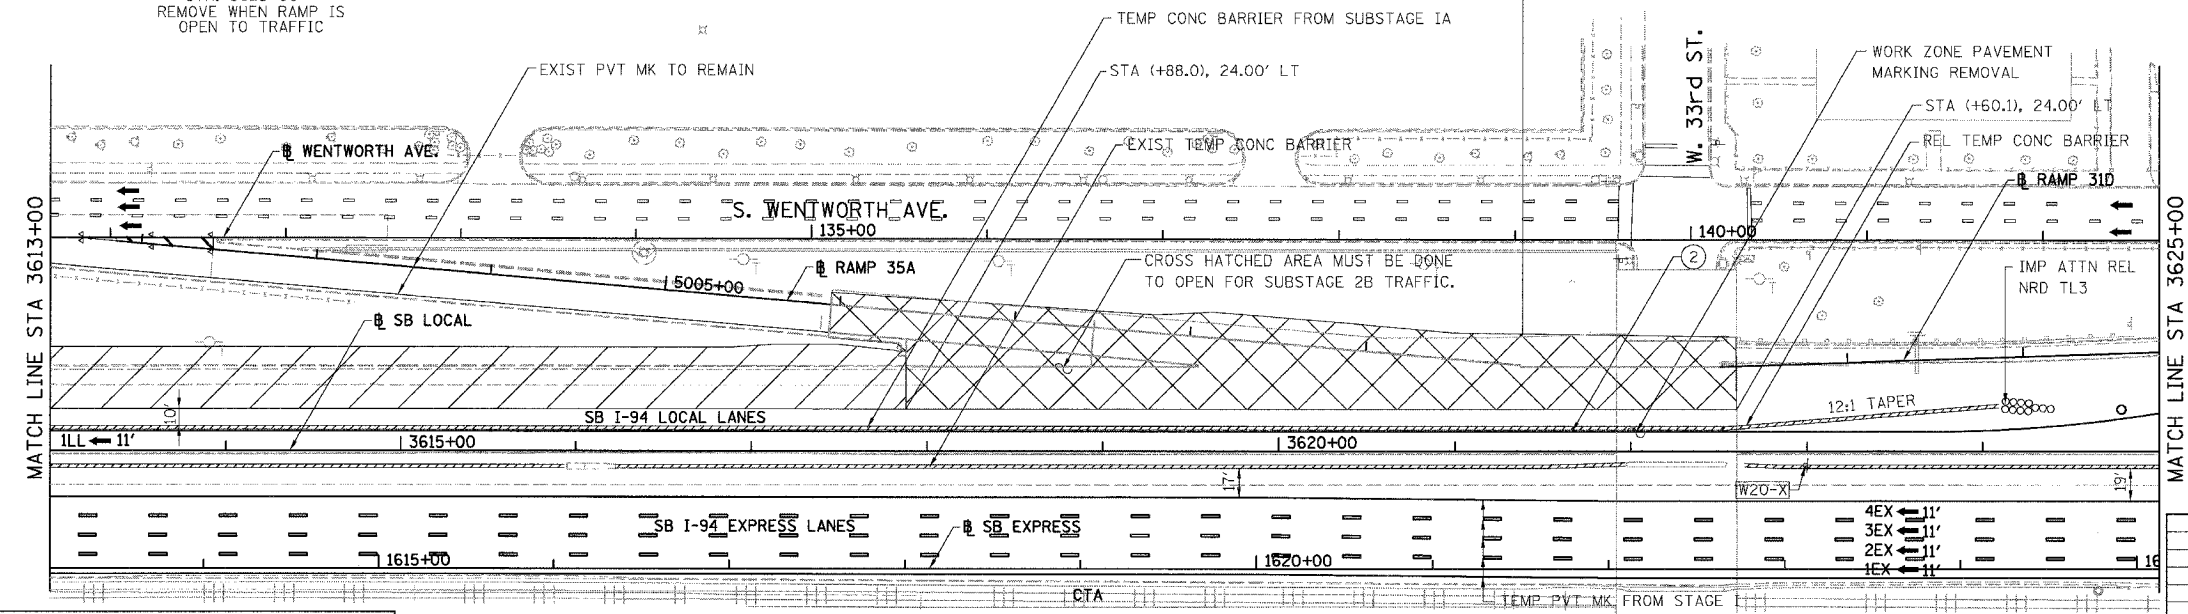 REMOVE WHEN RAMP IS
OPEN TO TRAFFIC
EXIST PVT MK TO REMAIN
TEMP CONC BARRIER FROM SUBSTAGE IA
STA (+88.0), 24.00' LT
EXIST TEMP CONC BARRIER
W. 33rd ST.
WORK ZONE PAVEMENT
MARKING REMOVAL
STA (+60.1), 24.00' LT
REL TEMP CONC BARRIER
℄ RAMP 31D
℄ WENTWORTH AVE.
S. WENTWORTH AVE.
135+00
140+00
MATCH LINE STA 3613+00
MATCH LINE STA 3625+00
5005+00
℄ RAMP 35A
CROSS HATCHED AREA MUST BE DONE
TO OPEN FOR SUBSTAGE 2B TRAFFIC.
2
IMP ATTN REL
NRD TL3
℄ SB LOCAL
10'
SB I-94 LOCAL LANES
12:1 TAPER
1LL 11'
3615+00
3620+00
17'
W20-X
19'
SB I-94 EXPRESS LANES
℄ SB EXPRESS
4EX 11'
3EX 11'
2EX 11'
1EX 11'
1615+00
1620+00
16
CTA
TEMP PVT MK FROM STAGE I